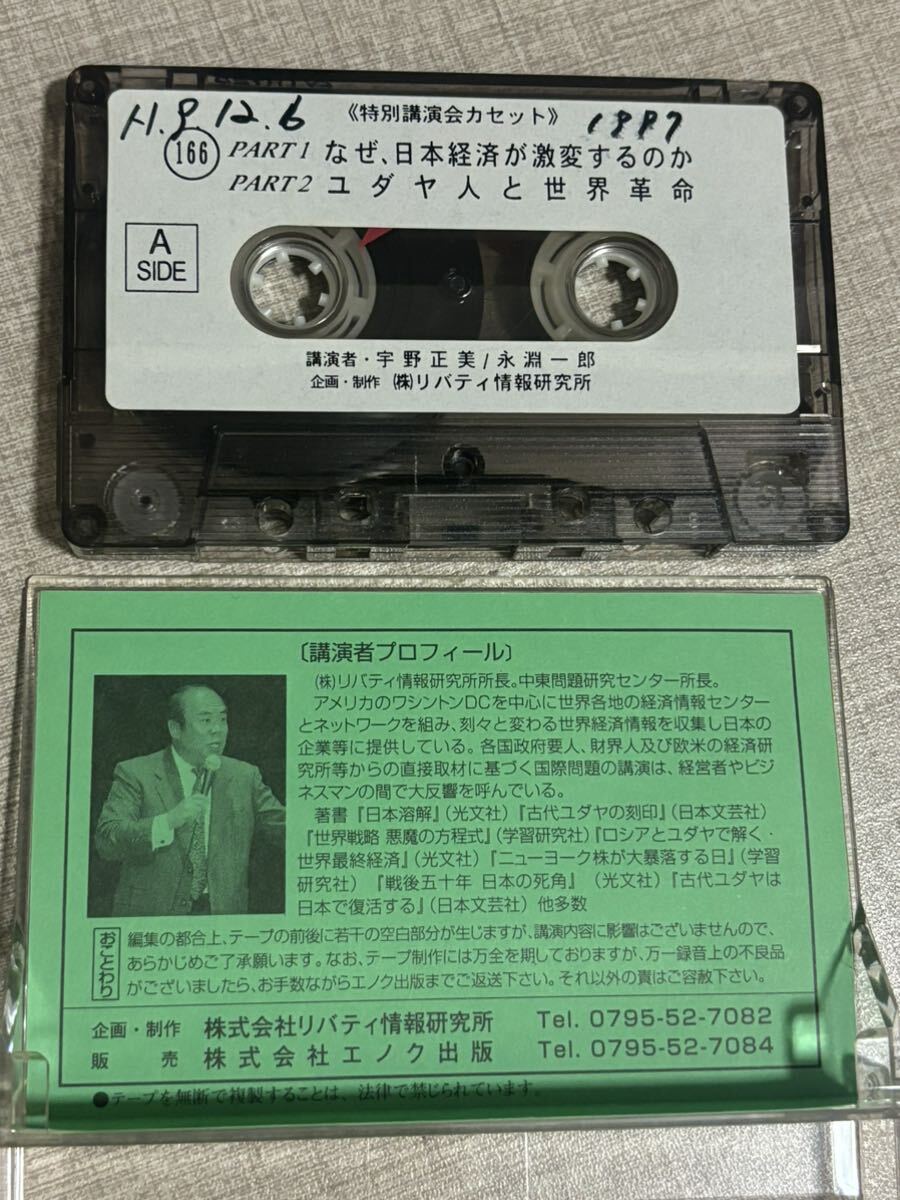 H.9.12.6 《特別講演会カセット》 1997
166 PART 1 なぜ、日本経済が激変するのか
PART 2 ユダヤ人と世界革命
A
SIDE
講演者・宇野正美/永淵一郎
企画・制作 (株)リバティ情報研究所
〔講演者プロフィール〕
(株)リバティ情報研究所所長。中東問題研究センター所長。
アメリカのワシントンDCを中心に世界各地の経済情報センター
とネットワークを組み、刻々と変わる世界経済情報を収集し日本の
企業等に提供している。各国政府要人、財界人及び欧米の経済研
究所等からの直接取材に基づく国際問題の講演は、経営者やビジ
ネスマンの間で大反響を呼んでいる。
著書『日本溶解』(光文社)『古代ユダヤの刻印』(日本文芸社)
『世界戦略 悪魔の方程式』(学習研究社)『ロシアとユダヤで解く・
世界最終経済』(光文社)『ニューヨーク株が大暴落する日』(学習
研究社)『戦後五十年 日本の死角』(光文社)『古代ユダヤは
日本で復活する』(日本文芸社)他多数
おことわり
編集の都合上、テープの前後に若干の空白部分が生じますが、講演内容に影響はございませんので、
あらかじめご了承願います。なお、テープ制作には万全を期しておりますが、万一録音上の不良品
がございましたら、お手数ながらエノク出版までご返送下さい。それ以外の責はご容赦下さい。
企画・制作 株式会社リバティ情報研究所 Tel. 0795-52-7082
販売 株式会社エノク出版 Tel. 0795-52-7084
●テープを無断で複製することは、法律で禁じられています。